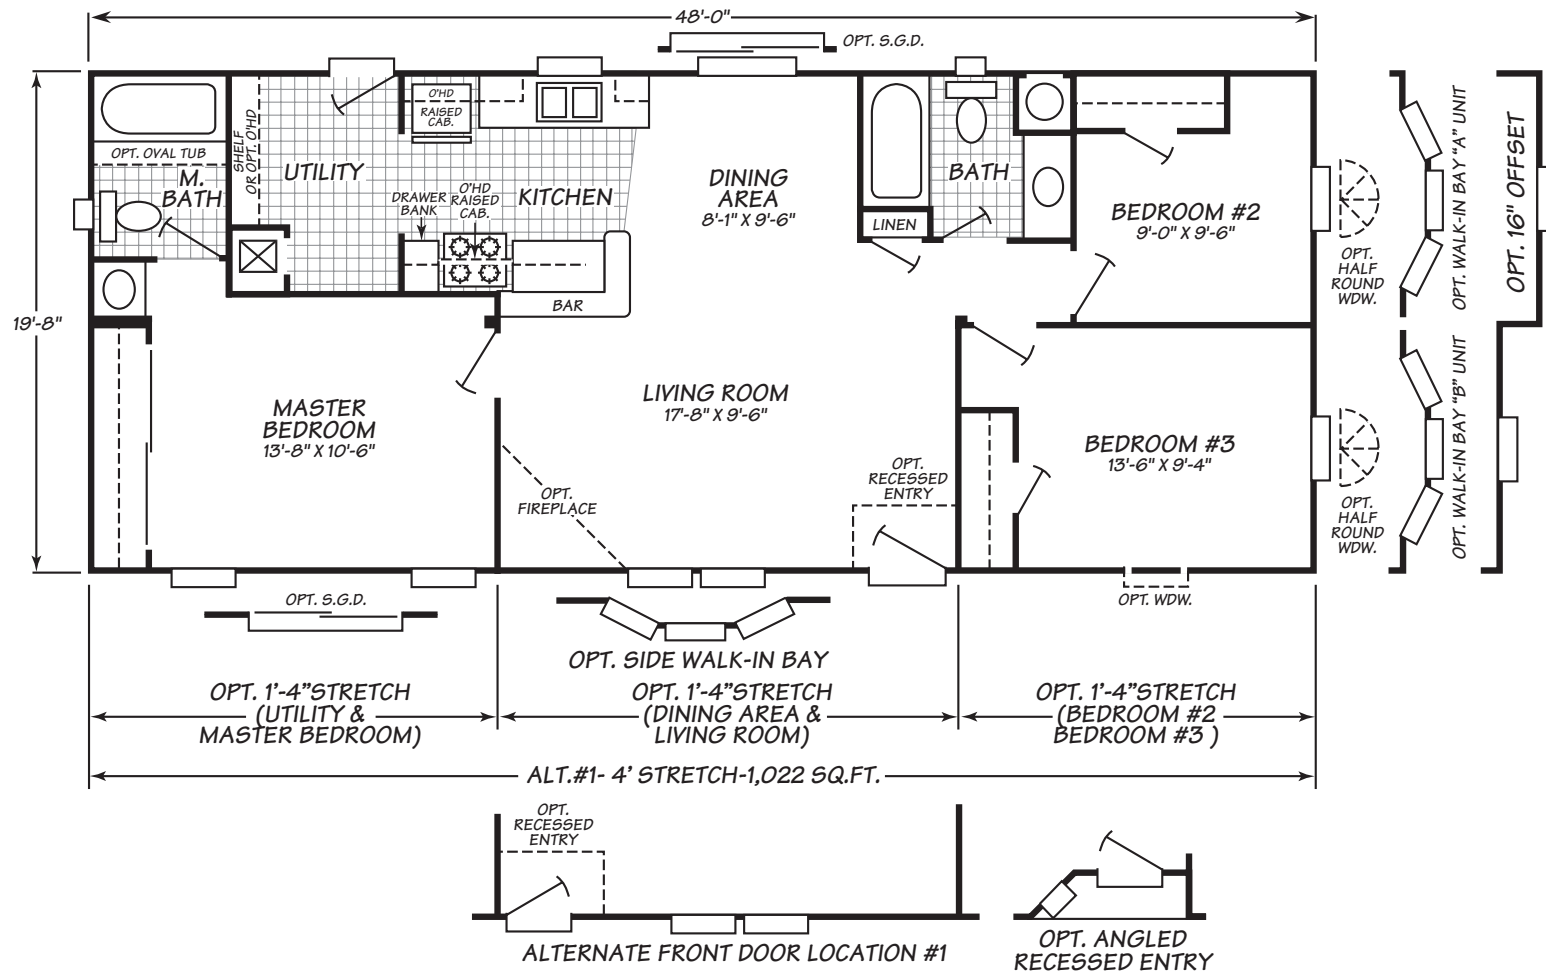 48'-0"
OPT. S.G.D.
19'-8"
OPT. OVAL TUB
M.
BATH
SHELF
OR OPT. O'HD
UTILITY
O'HD
RAISED
CAB.
DRAWER
BANK
O'HD
RAISED
CAB.
KITCHEN
BAR
DINING
AREA
8'-1" X 9'-6"
BATH
LINEN
BEDROOM #2
9'-0" X 9'-6"
OPT.
HALF
ROUND
WDW.
OPT. WALK-IN BAY "A" UNIT
OPT. 16" OFFSET
MASTER
BEDROOM
13'-8" X 10'-6"
LIVING ROOM
17'-8" X 9'-6"
OPT.
FIREPLACE
OPT.
RECESSED
ENTRY
BEDROOM #3
13'-6" X 9'-4"
OPT.
HALF
ROUND
WDW.
OPT. WALK-IN BAY "B" UNIT
OPT. S.G.D.
OPT. WDW.
OPT. SIDE WALK-IN BAY
OPT. 1'-4"STRETCH
(UTILITY &
MASTER BEDROOM)
OPT. 1'-4"STRETCH
(DINING AREA &
LIVING ROOM)
OPT. 1'-4"STRETCH
(BEDROOM #2
BEDROOM #3 )
ALT.#1- 4' STRETCH-1,022 SQ.FT.
OPT.
RECESSED
ENTRY
ALTERNATE FRONT DOOR LOCATION #1
OPT. ANGLED
RECESSED ENTRY